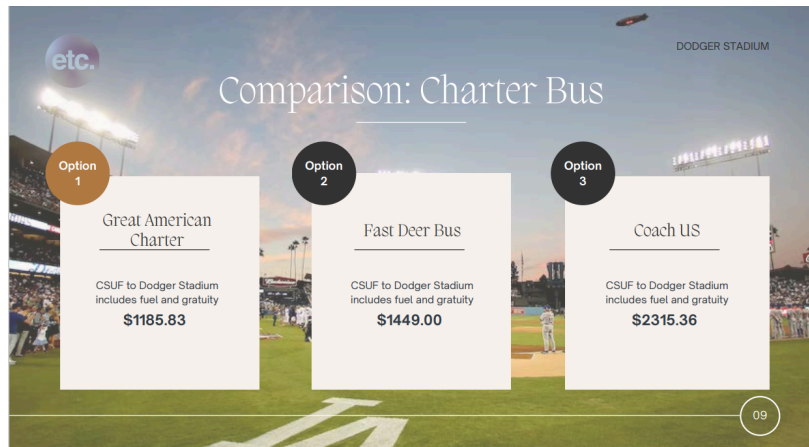 etc.
DODGER STADIUM
Comparison: Charter Bus
Option
1
Great American
Charter
CSUF to Dodger Stadium
includes fuel and gratuity
$1185.83
Option
2
Fast Deer Bus
CSUF to Dodger Stadium
includes fuel and gratuity
$1449.00
Option
3
Coach US
CSUF to Dodger Stadium
includes fuel and gratuity
$2315.36
09